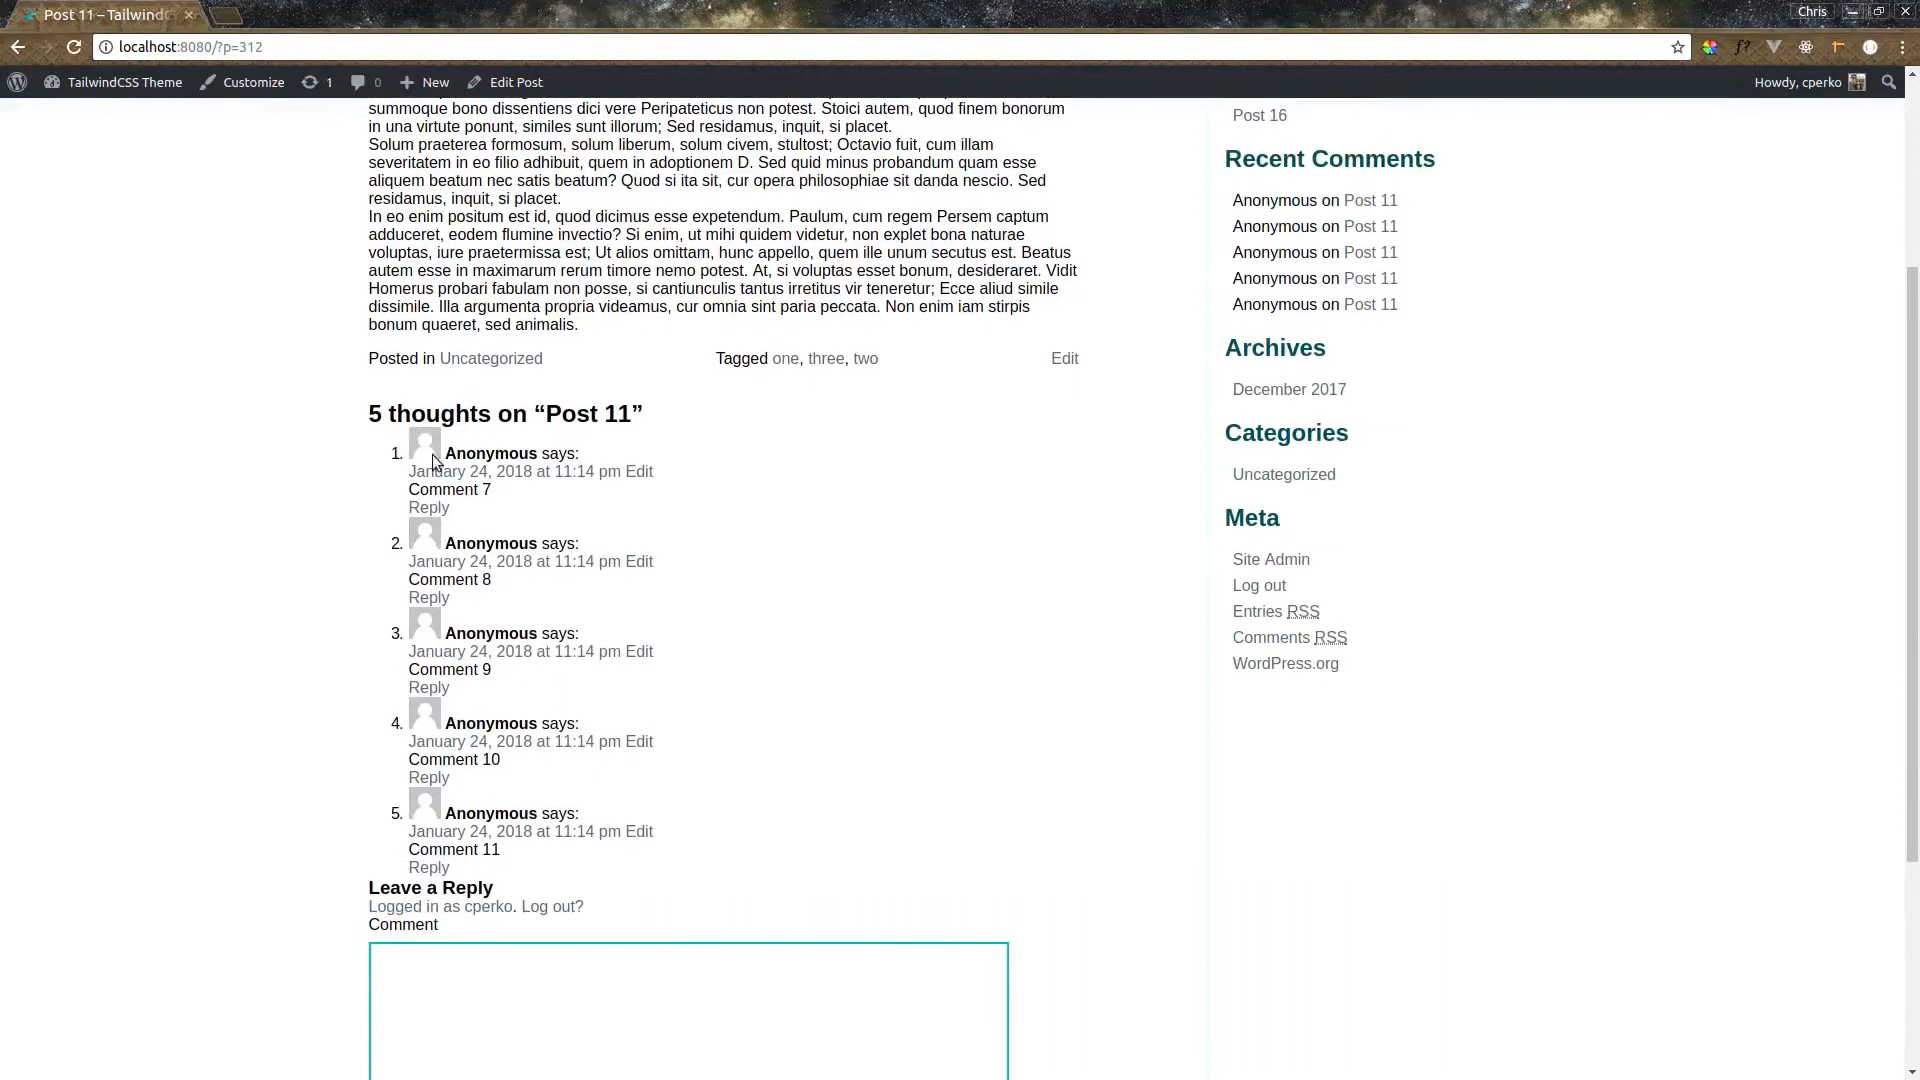 Post 11 – Tailwind
Chris
localhost:8080/?p=312
f?
TailwindCSS Theme
Customize
1
0
New
Edit Post
Howdy, cperko
summoque bono dissentiens dici vere Peripateticus non potest. Stoici autem, quod finem bonorum
in una virtute ponunt, similes sunt illorum; Sed residamus, inquit, si placet.
Solum praeterea formosum, solum liberum, solum civem, stultost; Octavio fuit, cum illam
severitatem in eo filio adhibuit, quem in adoptionem D. Sed quid minus probandum quam esse
aliquem beatum nec satis beatum? Quod si ita sit, cur opera philosophiae sit danda nescio. Sed
residamus, inquit, si placet.
In eo enim positum est id, quod dicimus esse expetendum. Paulum, cum regem Persem captum
adduceret, eodem flumine invectio? Si enim, ut mihi quidem videtur, non explet bona naturae
voluptas, iure praetermissa est; Ut alios omittam, hunc appello, quem ille unum secutus est. Beatus
autem esse in maximarum rerum timore nemo potest. At, si voluptas esset bonum, desideraret. Vidit
Homerus probari fabulam non posse, si cantiunculis tantus irretitus vir teneretur; Ecce aliud simile
dissimile. Illa argumenta propria videamus, cur omnia sint paria peccata. Non enim iam stirpis
bonum quaeret, sed animalis.
Posted in Uncategorized
Tagged one, three, two
Edit
5 thoughts on “Post 11”
1. Anonymous says:
January 24, 2018 at 11:14 pm Edit
Comment 7
Reply
2. Anonymous says:
January 24, 2018 at 11:14 pm Edit
Comment 8
Reply
3. Anonymous says:
January 24, 2018 at 11:14 pm Edit
Comment 9
Reply
4. Anonymous says:
January 24, 2018 at 11:14 pm Edit
Comment 10
Reply
5. Anonymous says:
January 24, 2018 at 11:14 pm Edit
Comment 11
Reply
Leave a Reply
Logged in as cperko. Log out?
Comment
Post 16
Recent Comments
Anonymous on Post 11
Anonymous on Post 11
Anonymous on Post 11
Anonymous on Post 11
Anonymous on Post 11
Archives
December 2017
Categories
Uncategorized
Meta
Site Admin
Log out
Entries RSS
Comments RSS
WordPress.org